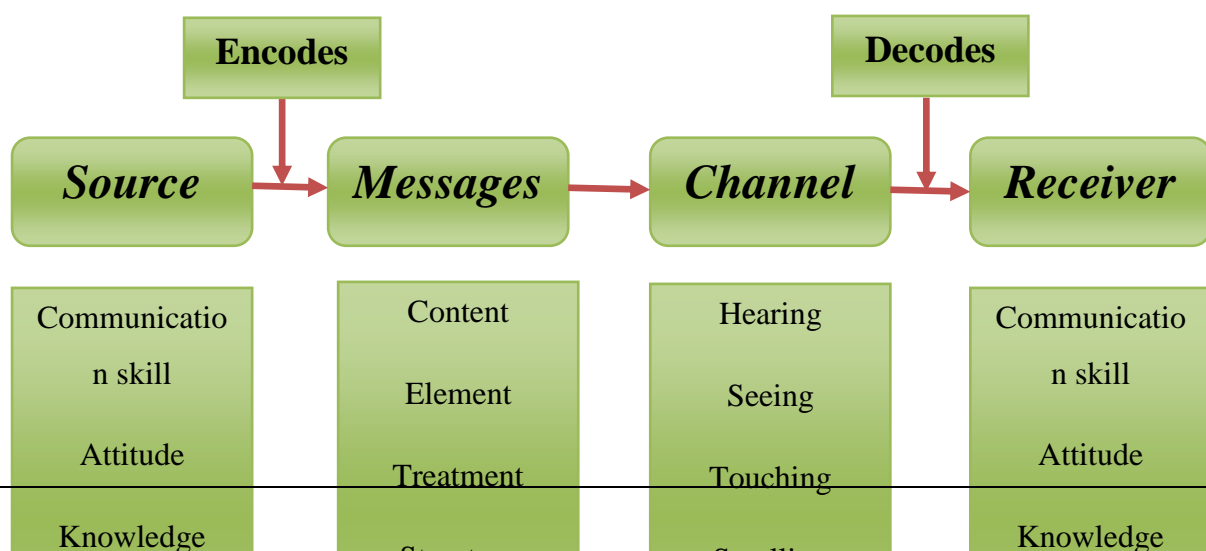 Encodes
Decodes
Source
Messages
Channel
Receiver
Communicatio
n skill
Attitude
Knowledge
Content
Element
Treatment
Hearing
Seeing
Touching
Communicatio
n skill
Attitude
Knowledge